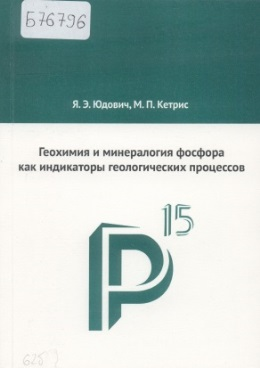 Б76796
Я. Э. Юдович, М. П. Кетрис
Геохимия и минералогия фосфора
как индикаторы геологических процессов
15
P